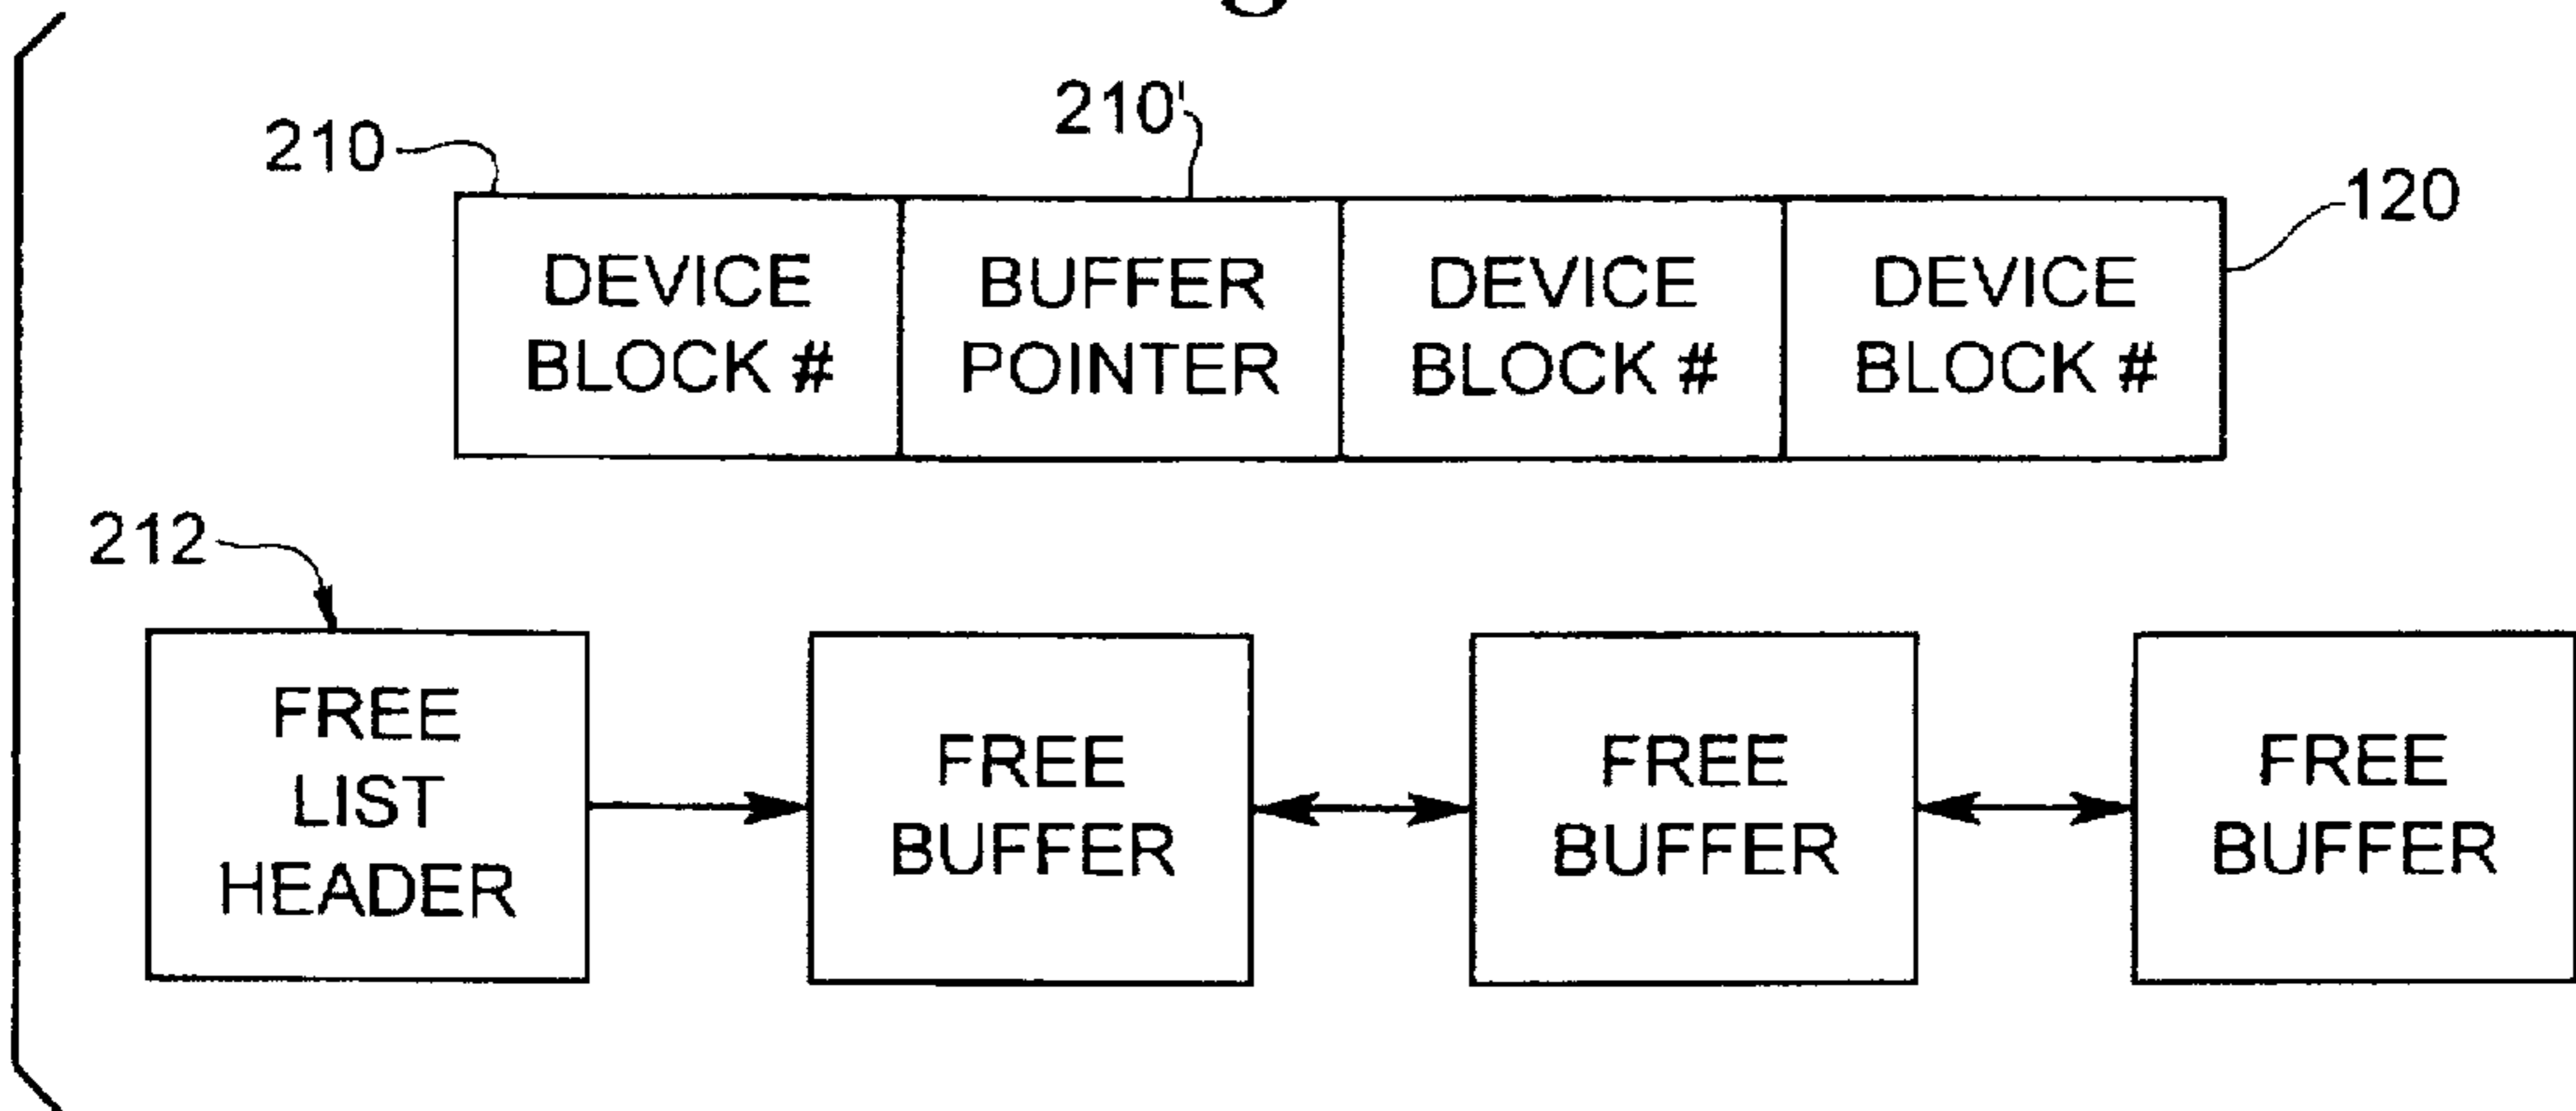 210
210'
120
DEVICE BLOCK #
BUFFER POINTER
DEVICE BLOCK #
DEVICE BLOCK #
212
FREE LIST HEADER
FREE BUFFER
FREE BUFFER
FREE BUFFER